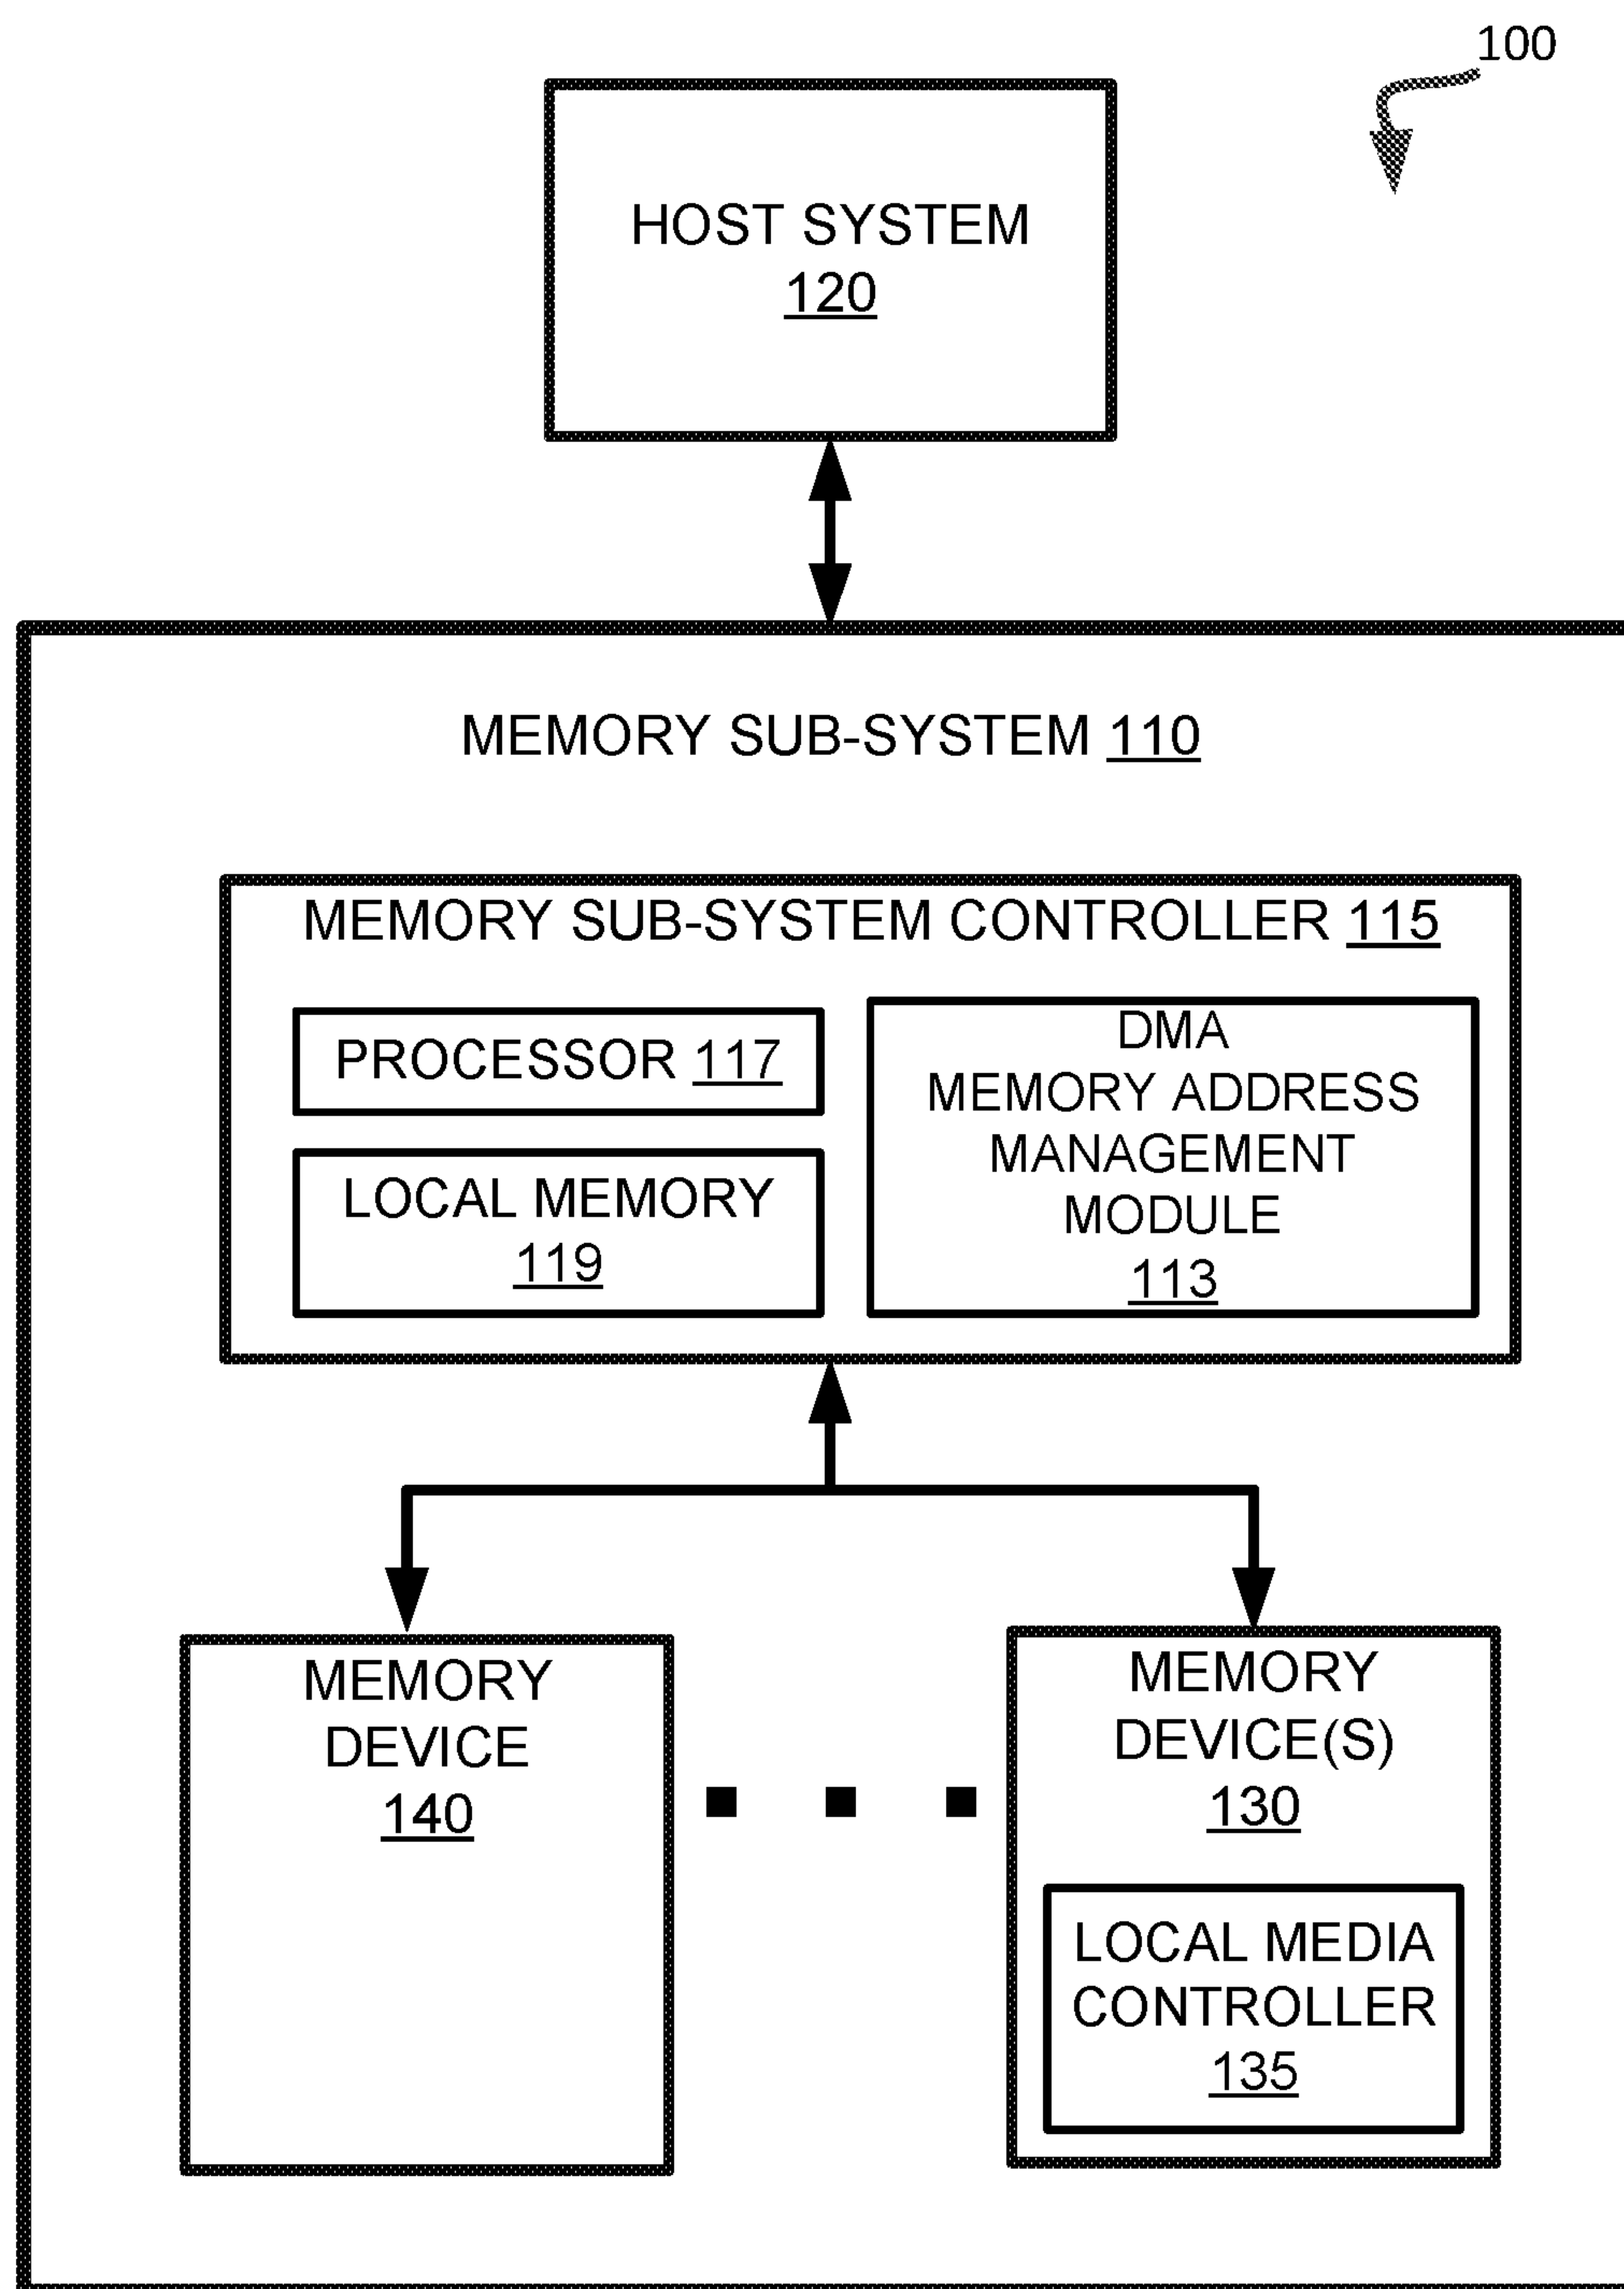 100
HOST SYSTEM
120
MEMORY SUB-SYSTEM 110
MEMORY SUB-SYSTEM CONTROLLER 115
PROCESSOR 117
LOCAL MEMORY
119
DMA
MEMORY ADDRESS
MANAGEMENT
MODULE
113
MEMORY
DEVICE
140
MEMORY
DEVICE(S)
130
LOCAL MEDIA
CONTROLLER
135